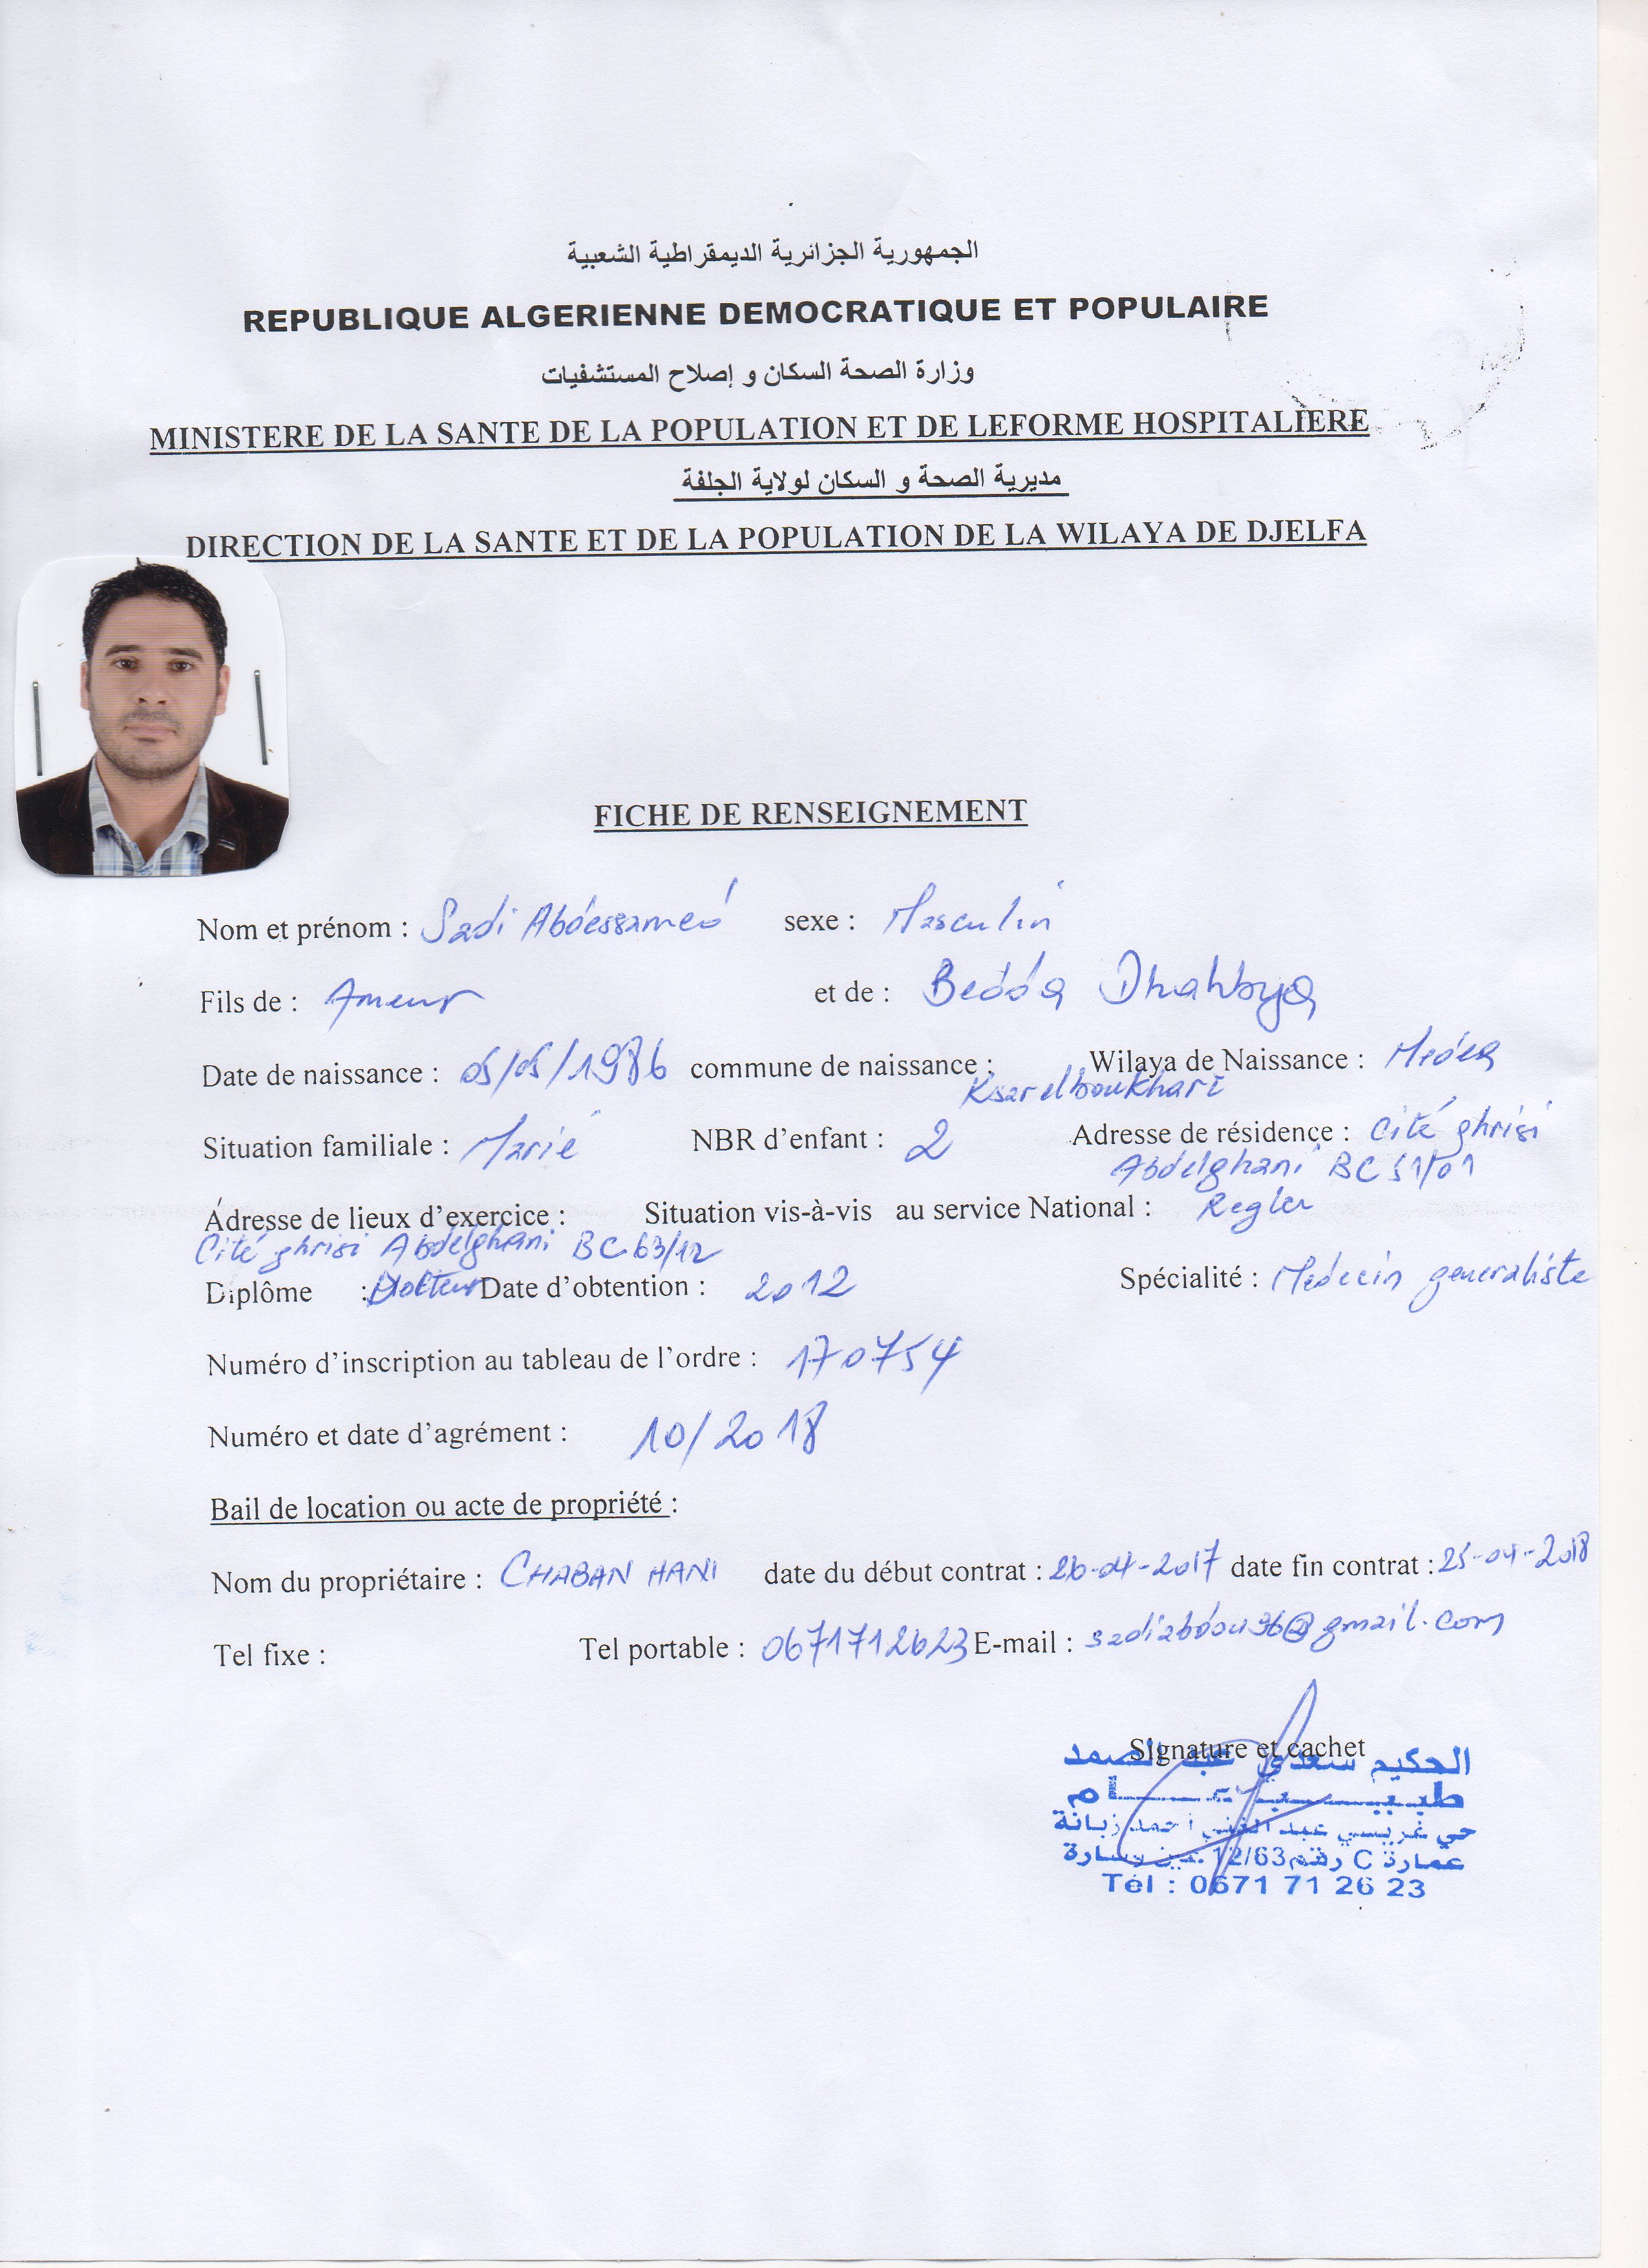 الجمهورية الجزائرية الديمقراطية الشعبية
REPUBLIQUE ALGERIENNE DEMOCRATIQUE ET POPULAIRE
وزارة الصحة السكان و إصلاح المستشفيات
MINISTERE DE LA SANTE DE LA POPULATION ET DE LEFORME HOSPITALIERE
مديرية الصحة و السكان لولاية الجلفة
DIRECTION DE LA SANTE ET DE LA POPULATION DE LA WILAYA DE DJELFA
FICHE DE RENSEIGNEMENT
Nom et prénom : Sadi Abdessamed sexe : Masculin
Fils de : Ameur et de : Bedda Dhahbya
Date de naissance : 05/05/1986 commune de naissance : Wilaya de Naissance : Médéa
Ksar elboukhari
Situation familiale : Marié NBR d'enfant : 2 Adresse de résidence : Cité ghrisi
Abdelghani BC 51/01
Adresse de lieux d'exercice : Situation vis-à-vis au service National : Regler
Cité ghrisi Abdelghani BC 63/12
Diplôme : Docteur Date d'obtention : 2012 Spécialité : Medecin generaliste
Numéro d'inscription au tableau de l'ordre : 170754
Numéro et date d'agrément : 10/2018
Bail de location ou acte de propriété :
Nom du propriétaire : CHABAN HANI date du début contrat : 26-04-2017 date fin contrat : 25-04-2018
Tel fixe : Tel portable : 0671712623 E-mail : @gmail.com
Signature et cachet
الحكيم سعدي عبد الصمد
طبيب عام
حي غريسي عبد الغني احمد زبانة
عمارة C رقم 12/63 عين وسارة
Tél : 0671 71 26 23